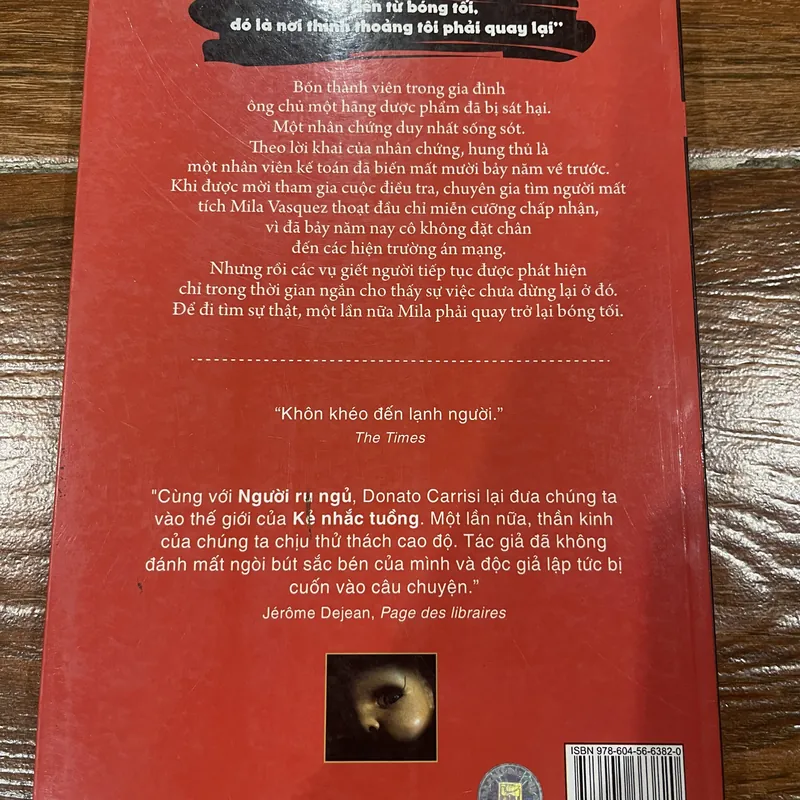 đến từ bóng tối,
đó là nơi thỉnh thoảng tôi phải quay lại"
Bốn thành viên trong gia đình
ông chủ một hãng dược phẩm đã bị sát hại.
Một nhân chứng duy nhất sống sót.
Theo lời khai của nhân chứng, hung thủ là
một nhân viên kế toán đã biến mất mười bảy năm về trước.
Khi được mời tham gia cuộc điều tra, chuyên gia tìm người mất
tích Mila Vasquez thoạt đầu chỉ miễn cưỡng chấp nhận,
vì đã bảy năm nay cô không đặt chân
đến các hiện trường án mạng.
Nhưng rồi các vụ giết người tiếp tục được phát hiện
chỉ trong thời gian ngắn cho thấy sự việc chưa dừng lại ở đó.
Để đi tìm sự thật, một lần nữa Mila phải quay trở lại bóng tối.
“Khôn khéo đến lạnh người.”
The Times
"Cùng với Người ru ngủ, Donato Carrisi lại đưa chúng ta
vào thế giới của Kẻ nhắc tuồng. Một lần nữa, thần kinh
của chúng ta chịu thử thách cao độ. Tác giả đã không
đánh mất ngòi bút sắc bén của mình và độc giả lập tức bị
cuốn vào câu chuyện.”
Jérôme Dejean, Page des libraires
ISBN 978-604-56-6382-0